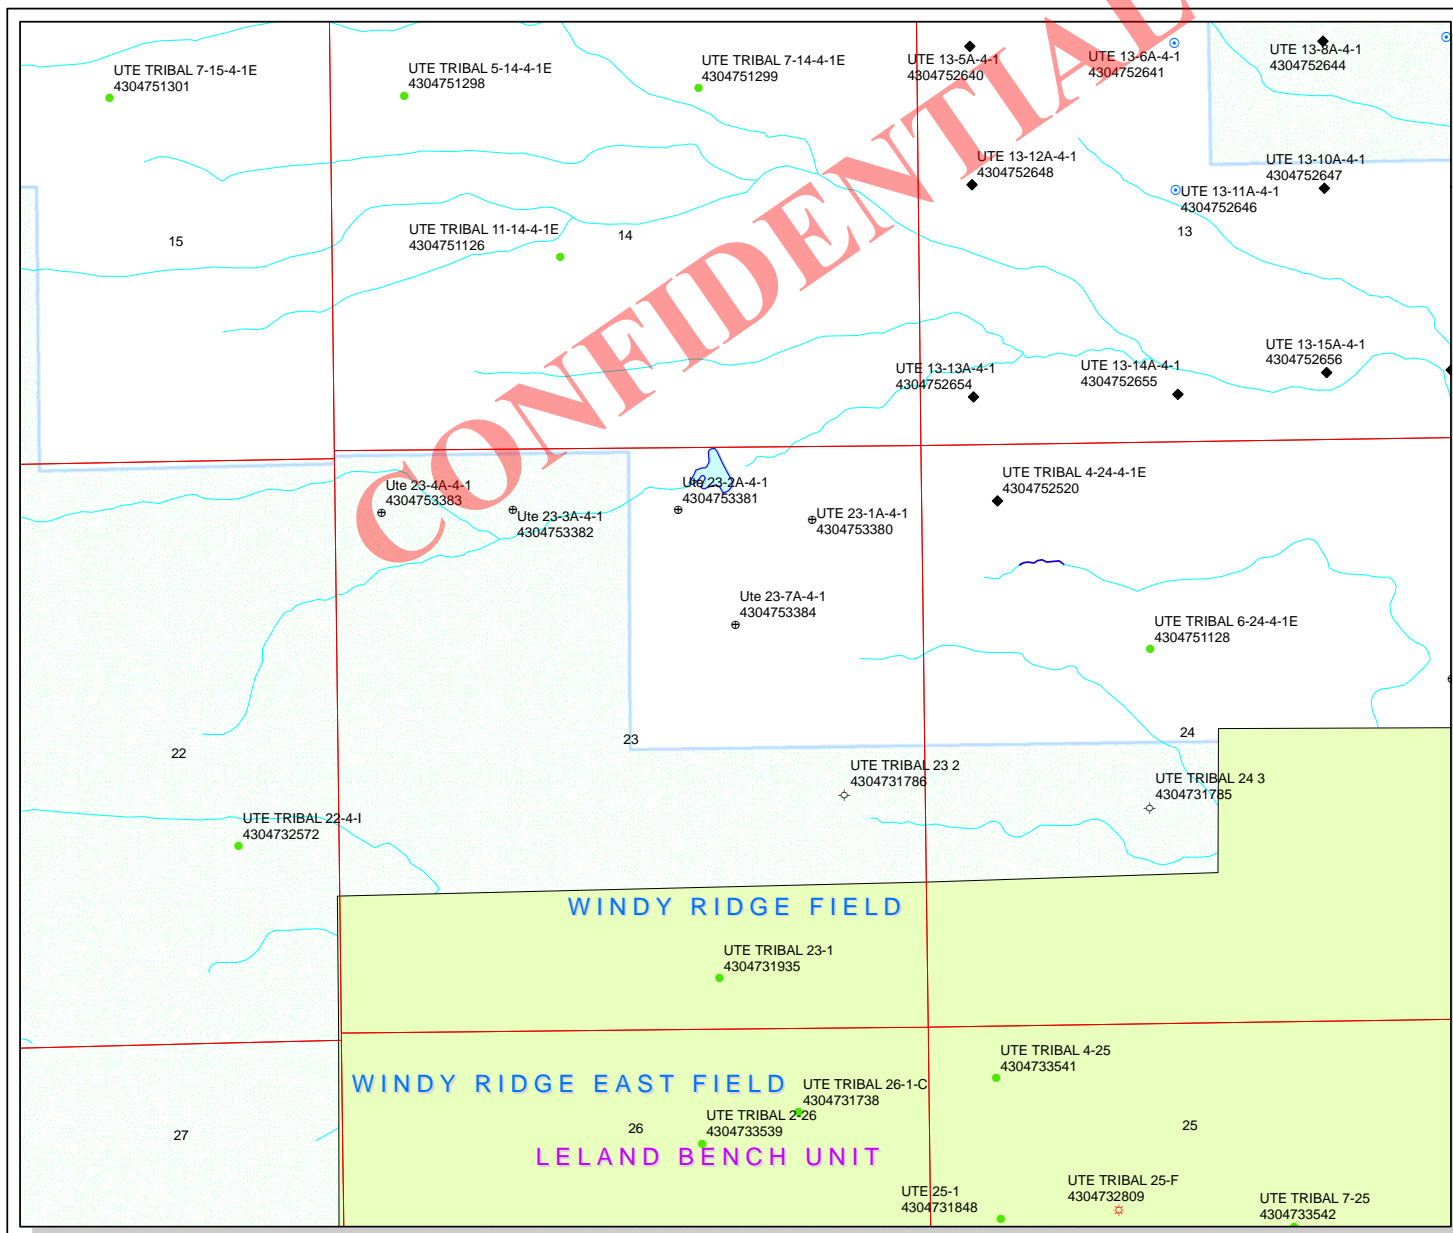 UTE TRIBAL 7-15-4-1E
4304751301
UTE TRIBAL 5-14-4-1E
4304751298
UTE TRIBAL 7-14-4-1E
4304751299
UTE 13-5A-4-1
4304752640
UTE 13-6A-4-1
4304752641
UTE 13-8A-4-1
4304752644
UTE 13-12A-4-1
4304752648
UTE 13-10A-4-1
4304752647
UTE 13-11A-4-1
4304752646
15
UTE TRIBAL 11-14-4-1E
4304751126
14
13
CONFIDENTIAL
UTE 13-13A-4-1
4304752654
UTE 13-14A-4-1
4304752655
UTE 13-15A-4-1
4304752656
Ute 23-4A-4-1
4304753383
Ute 23-3A-4-1
4304753382
Ute 23-2A-4-1
4304753381
UTE 23-1A-4-1
4304753380
UTE TRIBAL 4-24-4-1E
4304752520
Ute 23-7A-4-1
4304753384
UTE TRIBAL 6-24-4-1E
4304751128
22
23
24
UTE TRIBAL 23 2
4304731786
UTE TRIBAL 24 3
4304731785
UTE TRIBAL 22-4-I
4304732572
WINDY RIDGE FIELD
UTE TRIBAL 23-1
4304731935
UTE TRIBAL 4-25
4304733541
WINDY RIDGE EAST FIELD
UTE TRIBAL 26-1-C
4304731738
UTE TRIBAL 2-26
4304733539
27
26
25
LELAND BENCH UNIT
UTE 25-1
4304731848
UTE TRIBAL 25-F
4304732809
UTE TRIBAL 7-25
4304733542